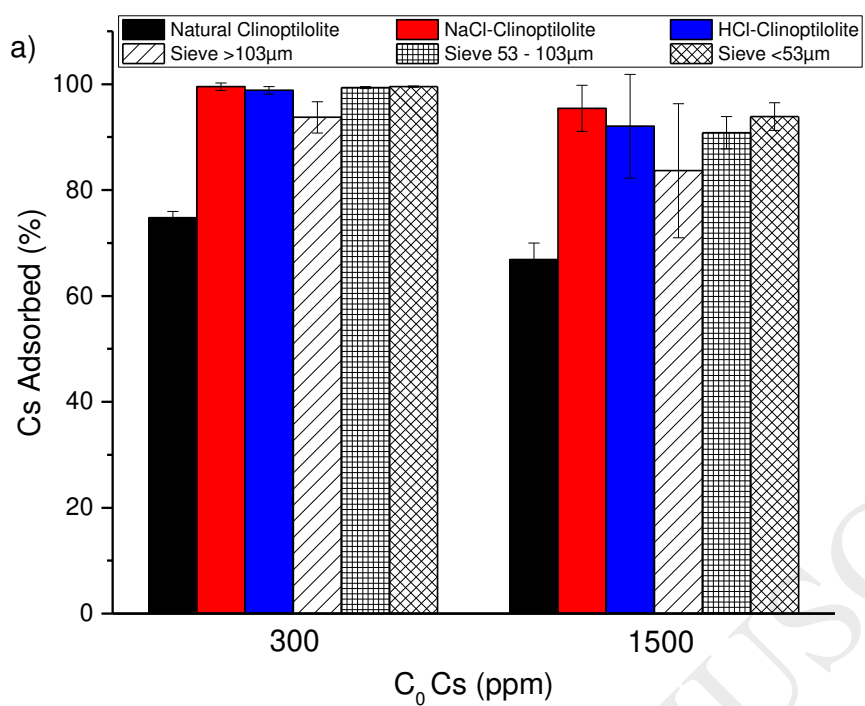 a)
Natural Clinoptilolite NaCl-Clinoptilolite HCl-Clinoptilolite
Sieve >103µm Sieve 53 - 103µm Sieve <53µm
100
80
60
40
20
0
Cs Adsorbed (%)
300 1500
C₀ Cs (ppm)